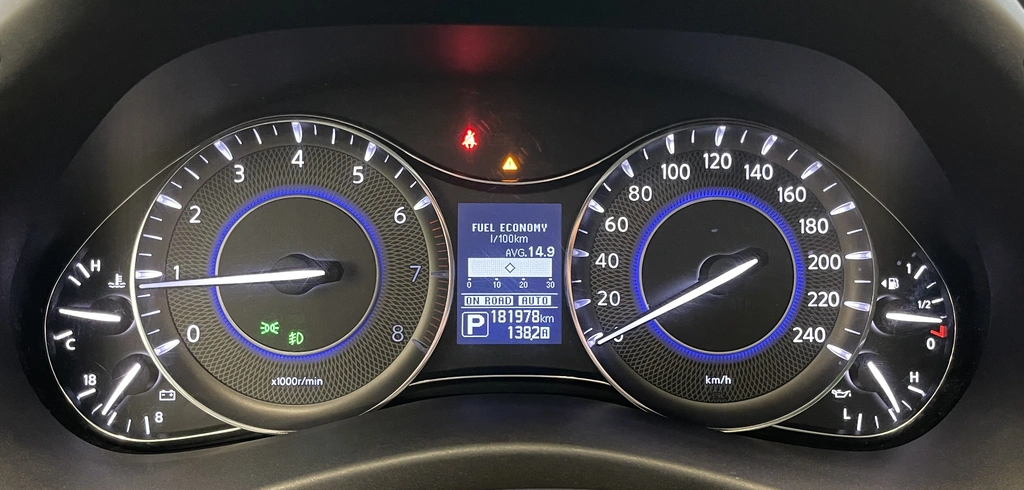 4
3
5
2
6
1
7
0
8
x1000r/min
H
C
18
8
FUEL ECONOMY
l/100km
AVG.14.9
0 10 20 30
ON ROAD AUTO
P
181978km
1382
120
100
140
80
160
60
180
40
200
20
220
240
km/h
1
1/2
0
H
L